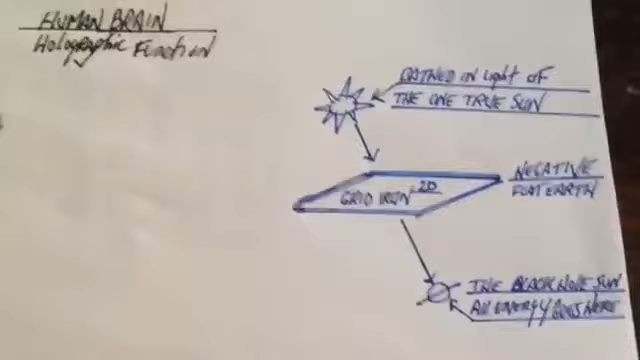 HUMAN BRAIN
Holographic Function
BATHED IN Light of
THE ONE TRUE SUN
GRID IRON 2D
NEGATIVE
FLAT EARTH
THE BLACK HOLE SUN
All ENERGY GOES HERE